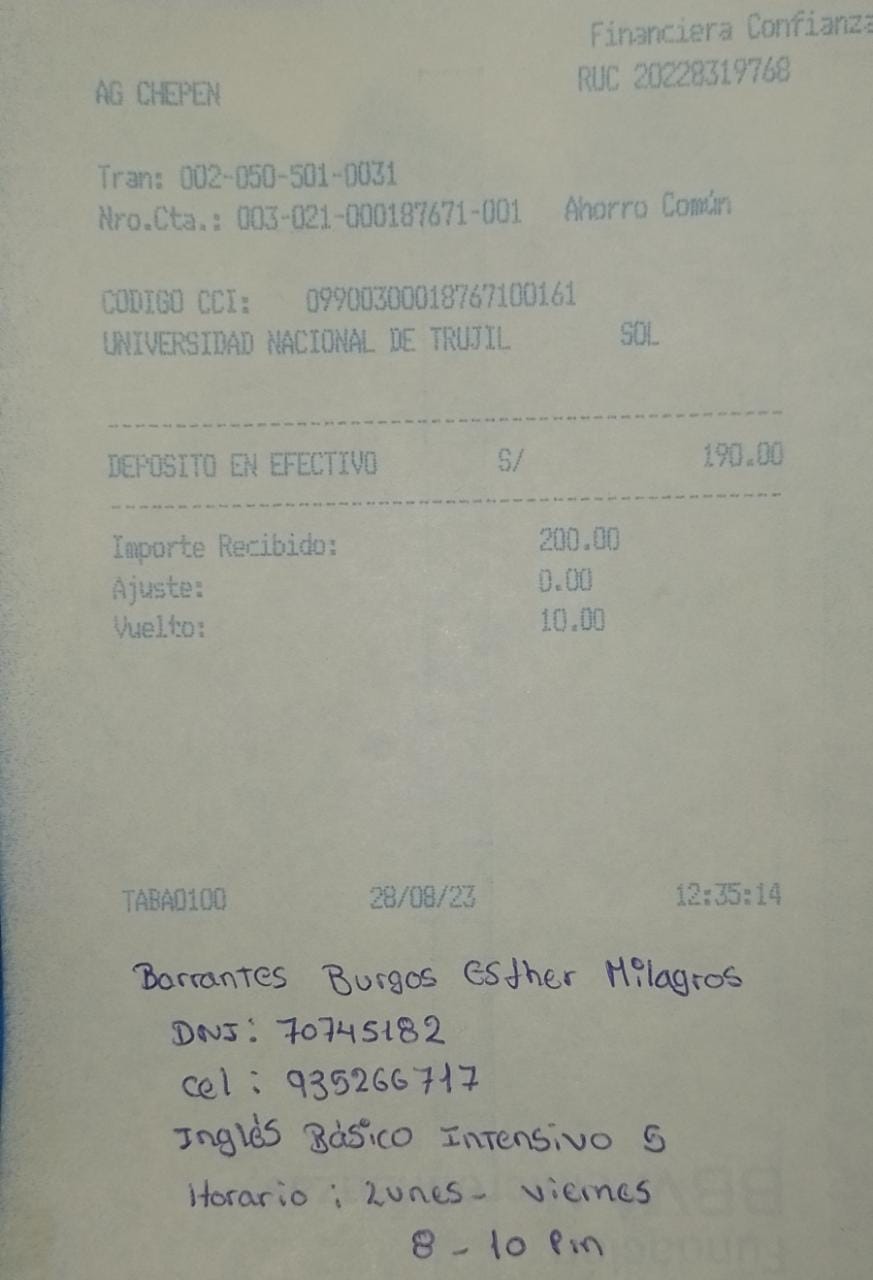 Financiera Confianza
AG CHEPEN
RUC 20228319768
Tran: 002-050-501-0031
Nro.Cta.: 003-021-000187671-001 Ahorro Común
CODIGO CCI: 09900300018767100161
UNIVERSIDAD NACIONAL DE TRUJIL SOL
DEPOSITO EN EFECTIVO S/ 190.00
Importe Recibido: 200.00
Ajuste: 0.00
Vuelto: 10.00
TABA0100 28/08/23 12:35:14
Barrantes Burgos Esther Milagros
DNI: 70745182
cel: 935266717
Inglés Básico Intensivo 5
Horario: Lunes - viernes
8 - 10 Pm